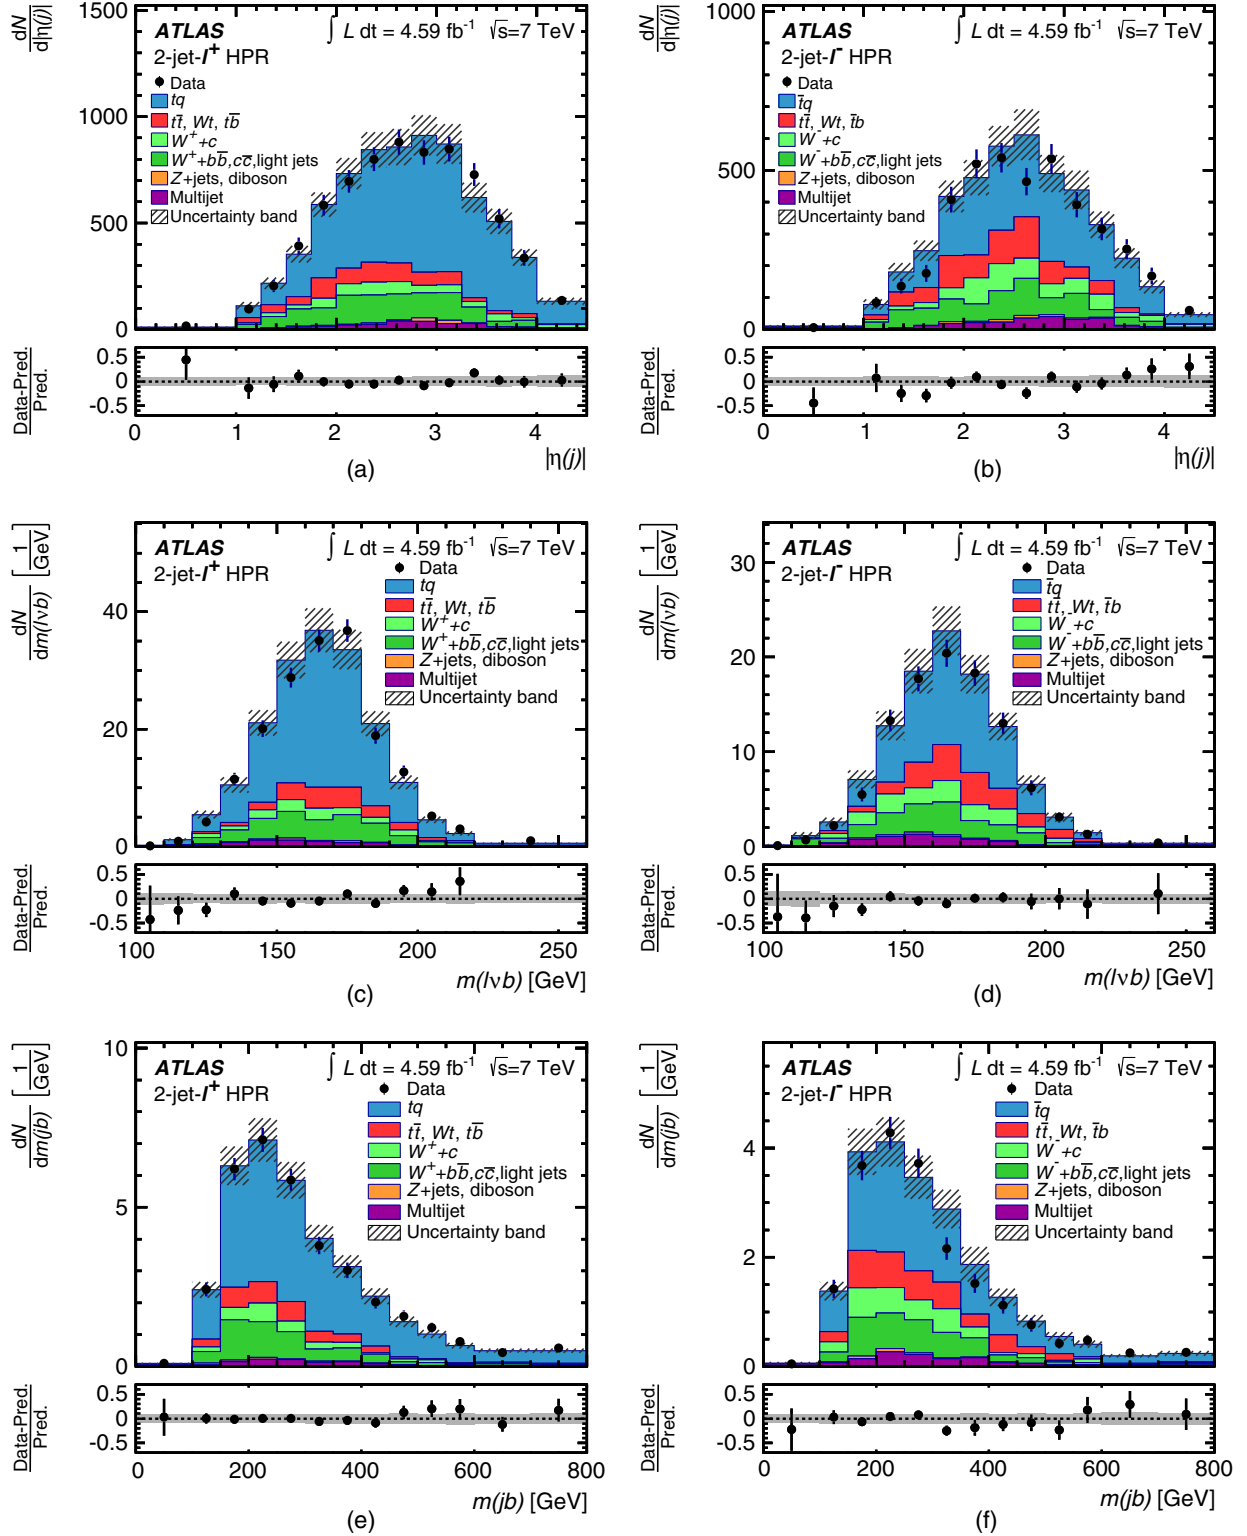 dN
d|η(j)|
1500
1000
500
0
ATLAS
∫ L dt = 4.59 fb⁻¹ √s=7 TeV
2-jet-l⁺ HPR
Data
tq
tt̄, Wt, tb̄
W⁺+c
W⁺+bb̄,cc̄,light jets
Z+jets, diboson
Multijet
Uncertainty band
Data-Pred.
Pred.
0.5
0
-0.5
0 1 2 3 4
|η(j)|
(a)
dN
d|η(j)|
1000
500
0
ATLAS
∫ L dt = 4.59 fb⁻¹ √s=7 TeV
2-jet-l⁻ HPR
Data
t̄q
tt̄, Wt, t̄b
W⁻+c
W⁻+bb̄,cc̄,light jets
Z+jets, diboson
Multijet
Uncertainty band
Data-Pred.
Pred.
0.5
0
-0.5
0 1 2 3 4
|η(j)|
(b)
dN
dm(lνb)
[1/GeV]
40
20
0
ATLAS
∫ L dt = 4.59 fb⁻¹ √s=7 TeV
2-jet-l⁺ HPR
Data
tq
tt̄, Wt, tb̄
W⁺+c
W⁺+bb̄,cc̄,light jets
Z+jets, diboson
Multijet
Uncertainty band
Data-Pred.
Pred.
0.5
0
-0.5
100 150 200 250
m(lνb) [GeV]
(c)
dN
dm(lνb)
[1/GeV]
30
20
10
0
ATLAS
∫ L dt = 4.59 fb⁻¹ √s=7 TeV
2-jet-l⁻ HPR
Data
t̄q
tt̄, Wt, t̄b
W⁻+c
W⁻+bb̄,cc̄,light jets
Z+jets, diboson
Multijet
Uncertainty band
Data-Pred.
Pred.
0.5
0
-0.5
100 150 200 250
m(lνb) [GeV]
(d)
dN
dm(jb)
[1/GeV]
10
5
0
ATLAS
∫ L dt = 4.59 fb⁻¹ √s=7 TeV
2-jet-l⁺ HPR
Data
tq
tt̄, Wt, tb̄
W⁺+c
W⁺+bb̄,cc̄,light jets
Z+jets, diboson
Multijet
Uncertainty band
Data-Pred.
Pred.
0.5
0
-0.5
0 200 400 600 800
m(jb) [GeV]
(e)
dN
dm(jb)
[1/GeV]
4
2
0
ATLAS
∫ L dt = 4.59 fb⁻¹ √s=7 TeV
2-jet-l⁻ HPR
Data
t̄q
tt̄, Wt, t̄b
W⁻+c
W⁻+bb̄,cc̄,light jets
Z+jets, diboson
Multijet
Uncertainty band
Data-Pred.
Pred.
0.5
0
-0.5
0 200 400 600 800
m(jb) [GeV]
(f)